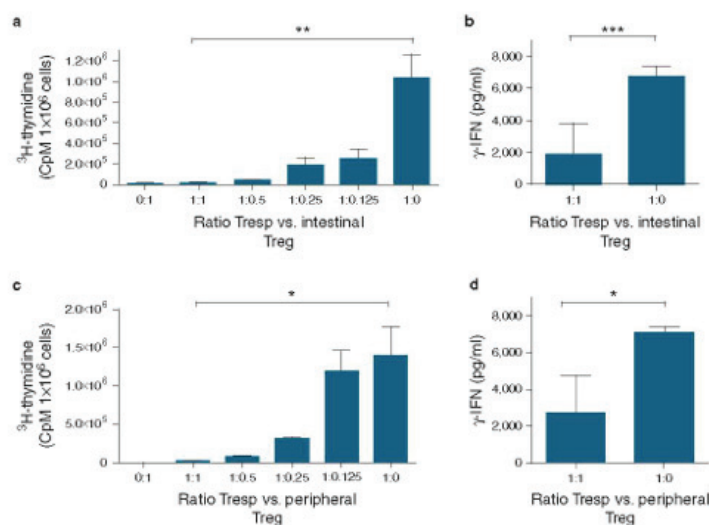 a
**
³H-thymidine
(CpM 1×10⁶ cells)
1.2×10⁶
1.0×10⁶
8.0×10⁵
6.0×10⁵
4.0×10⁵
2.0×10⁵
0
0:1 1:1 1:0.5 1:0.25 1:0.125 1:0
Ratio Tresp vs. intestinal
Treg
b
***
γ-IFN (pg/ml)
8,000
6,000
4,000
2,000
0
1:1 1:0
Ratio Tresp vs. intestinal
Treg
c
*
³H-thymidine
(CpM 1×10⁶ cells)
2.0×10⁶
1.5×10⁶
1.0×10⁶
5.0×10⁵
0
0:1 1:1 1:0.5 1:0.25 1:0.125 1:0
Ratio Tresp vs. peripheral
Treg
d
*
γ-IFN (pg/ml)
8,000
6,000
4,000
2,000
0
1:1 1:0
Ratio Tresp vs. peripheral
Treg